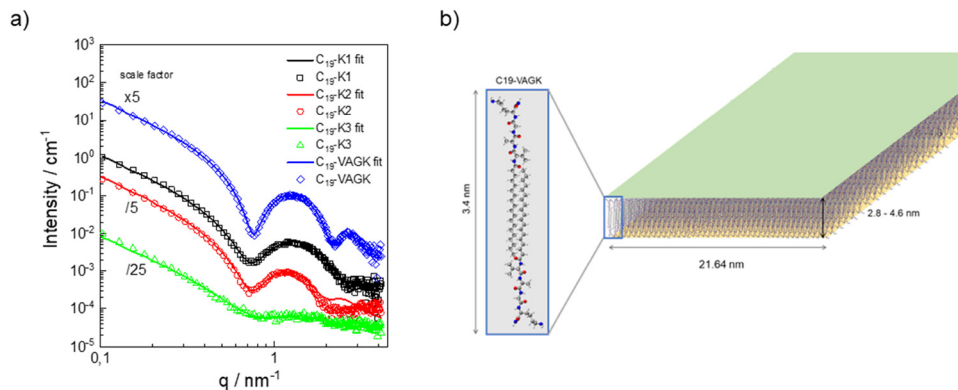 a)
b)
Intensity / cm⁻¹
10⁵
10⁴
10³
10²
10¹
10⁰
10⁻¹
10⁻²
10⁻³
10⁻⁴
10⁻⁵
scale factor
x5
/5
/25
C₁₉-K1 fit
C₁₉-K1
C₁₉-K2 fit
C₁₉-K2
C₁₉-K3 fit
C₁₉-K3
C₁₉-VAGK fit
C₁₉-VAGK
0,1
1
q / nm⁻¹
C19-VAGK
3.4 nm
2.8 - 4.6 nm
21.64 nm